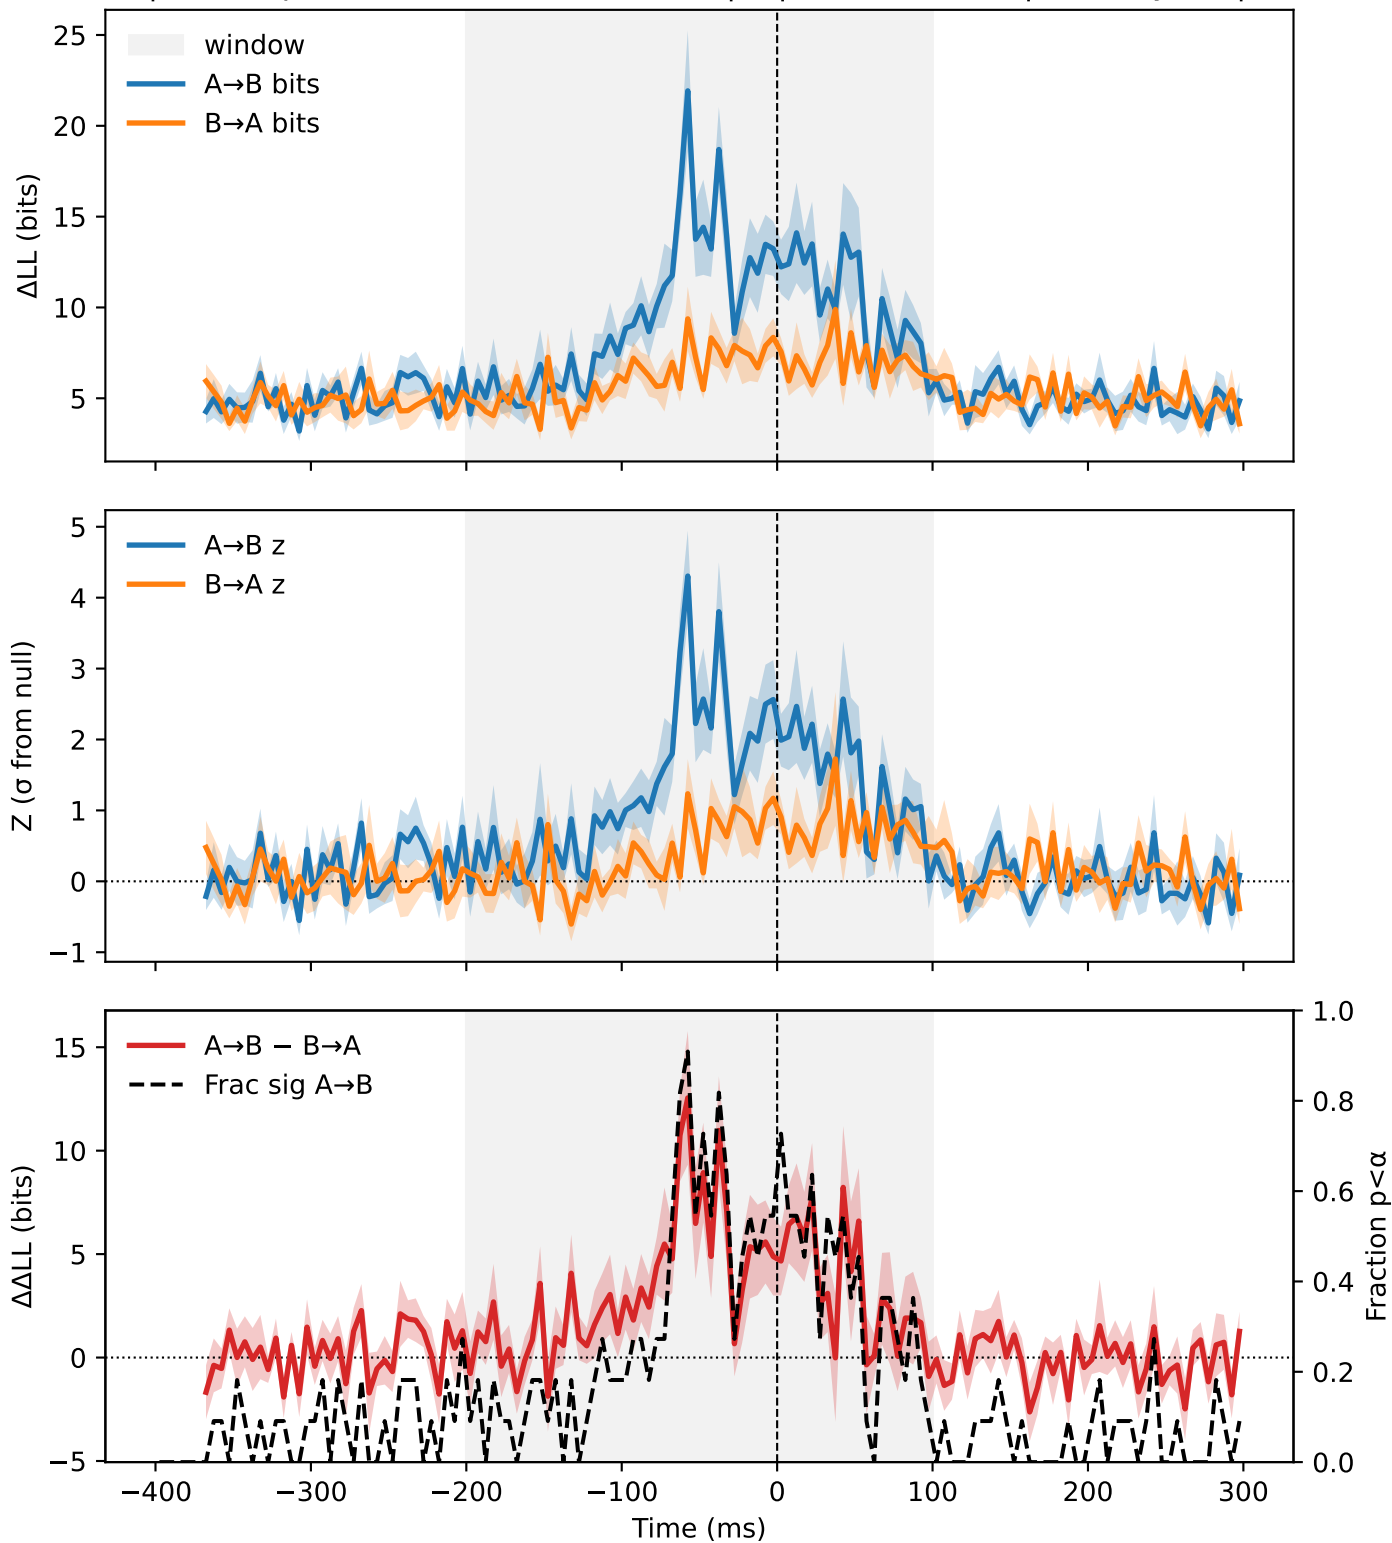 25
20
15
10
5
ΔLL (bits)
window
A→B bits
B→A bits
5
4
3
2
1
0
−1
Z (σ from null)
A→B z
B→A z
15
10
5
0
−5
ΔΔLL (bits)
A→B − B→A
Frac sig A→B
1.0
0.8
0.6
0.4
0.2
0.0
Fraction p<α
−400 −300 −200 −100 0 100 200 300
Time (ms)